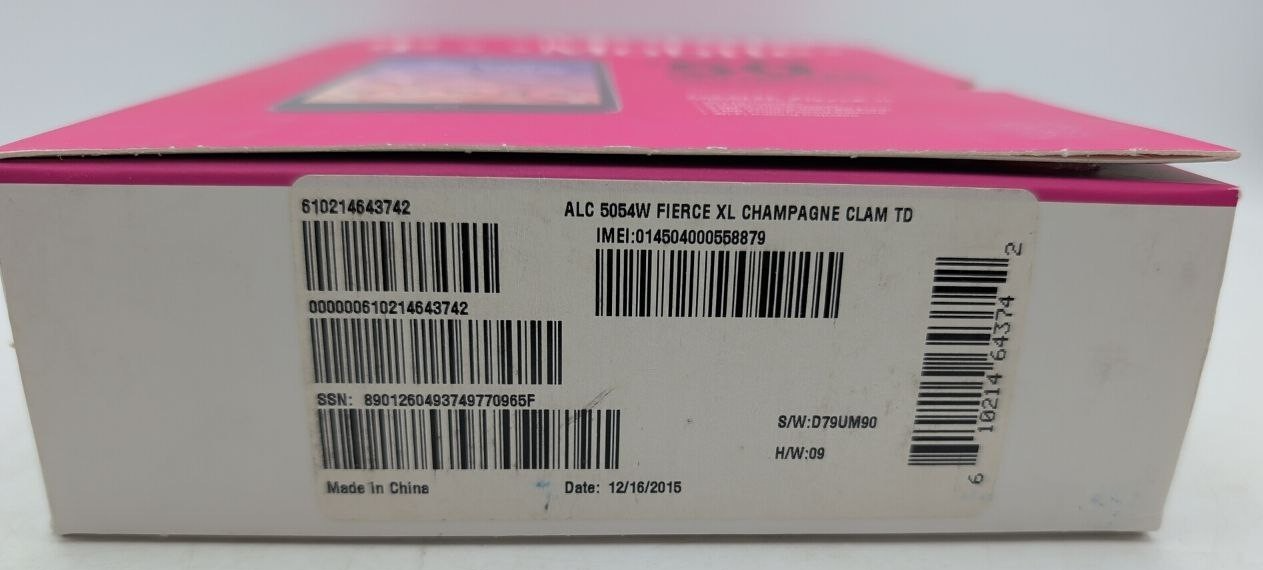 610214643742
ALC 5054W FIERCE XL CHAMPAGNE CLAM TD
IMEI:014504000558879
0000000610214643742
SSN: 8901260493749770965F
S/W:D79UM90
H/W:09
Made in China
Date: 12/16/2015
6 10214 64374 2